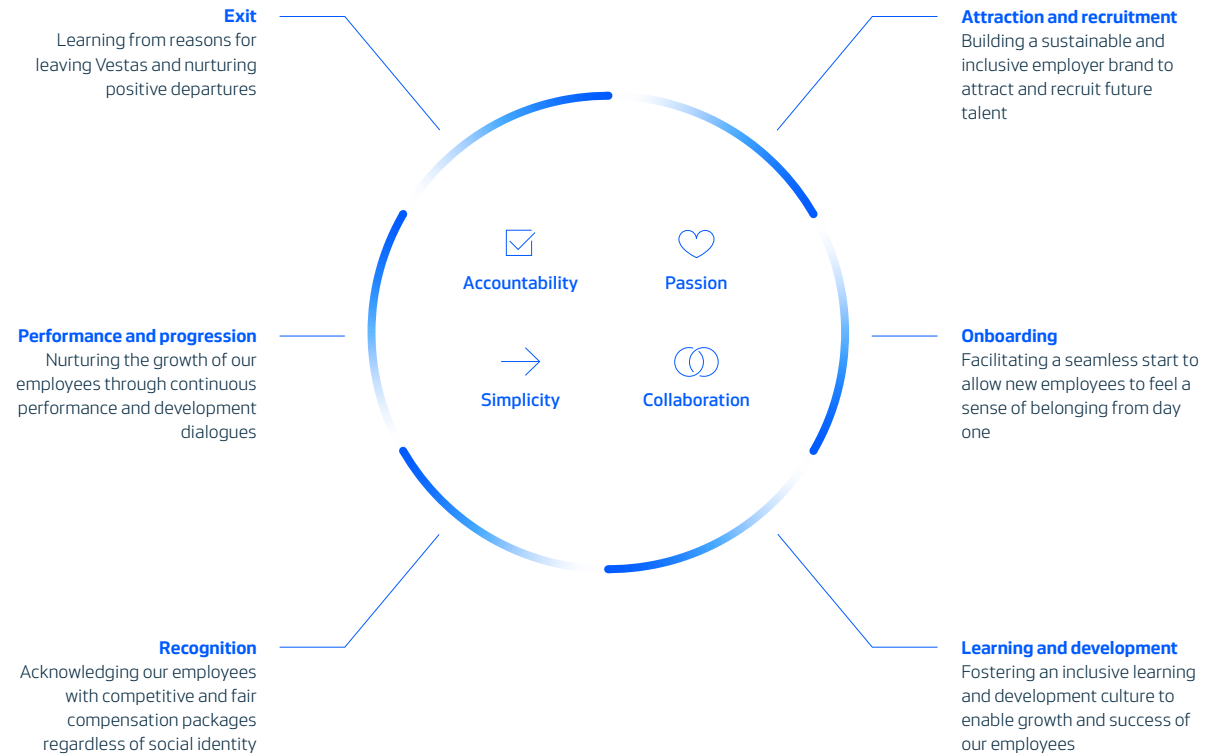 Exit
Learning from reasons for
leaving Vestas and nurturing
positive departures
Attraction and recruitment
Building a sustainable and
inclusive employer brand to
attract and recruit future
talent
Accountability
Passion
Simplicity
Collaboration
Performance and progression
Nurturing the growth of our
employees through continuous
performance and development
dialogues
Onboarding
Facilitating a seamless start to
allow new employees to feel a
sense of belonging from day
one
Recognition
Acknowledging our employees
with competitive and fair
compensation packages
regardless of social identity
Learning and development
Fostering an inclusive learning
and development culture to
enable growth and success of
our employees